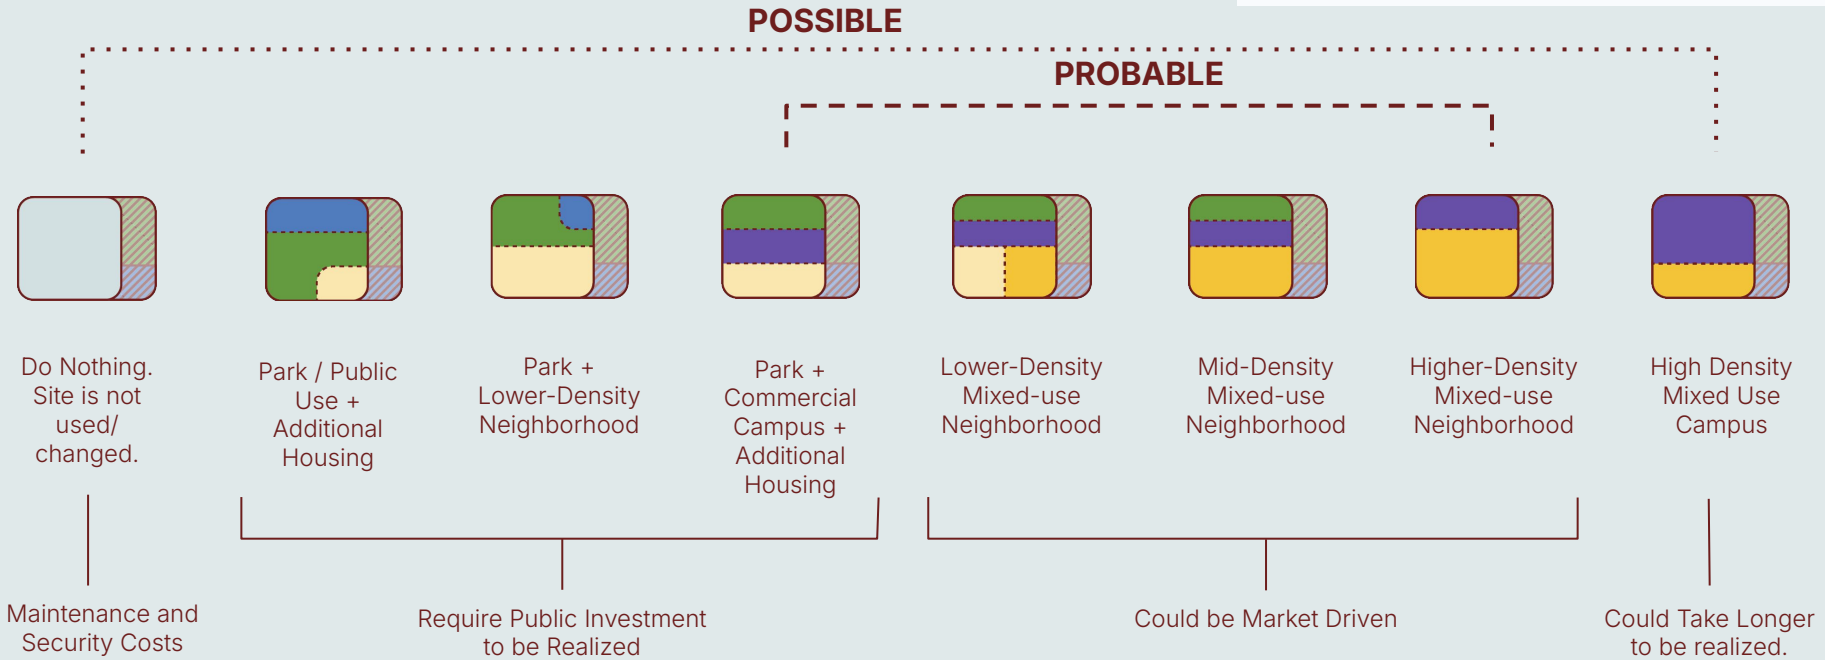 POSSIBLE
PROBABLE
Do Nothing.
Site is not
used/
changed.
Park / Public
Use +
Additional
Housing
Park +
Lower-Density
Neighborhood
Park +
Commercial
Campus +
Additional
Housing
Lower-Density
Mixed-use
Neighborhood
Mid-Density
Mixed-use
Neighborhood
Higher-Density
Mixed-use
Neighborhood
High Density
Mixed Use
Campus
Maintenance and
Security Costs
Require Public Investment
to be Realized
Could be Market Driven
Could Take Longer
to be realized.